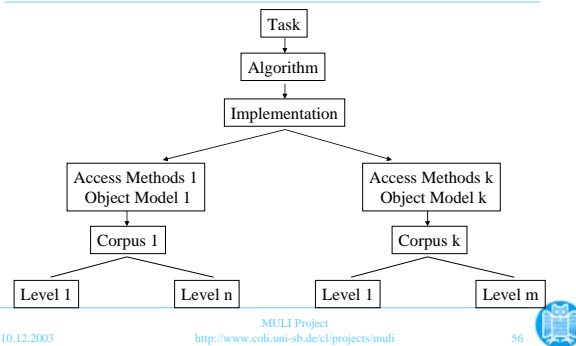 Task
Algorithm
Implementation
Access Methods 1
Object Model 1
Access Methods k
Object Model k
Corpus 1
Corpus k
Level 1
Level n
Level 1
Level m
MULI Project
10.12.2003
http://www.coli.uni-sb.de/cl/projects/muli
56